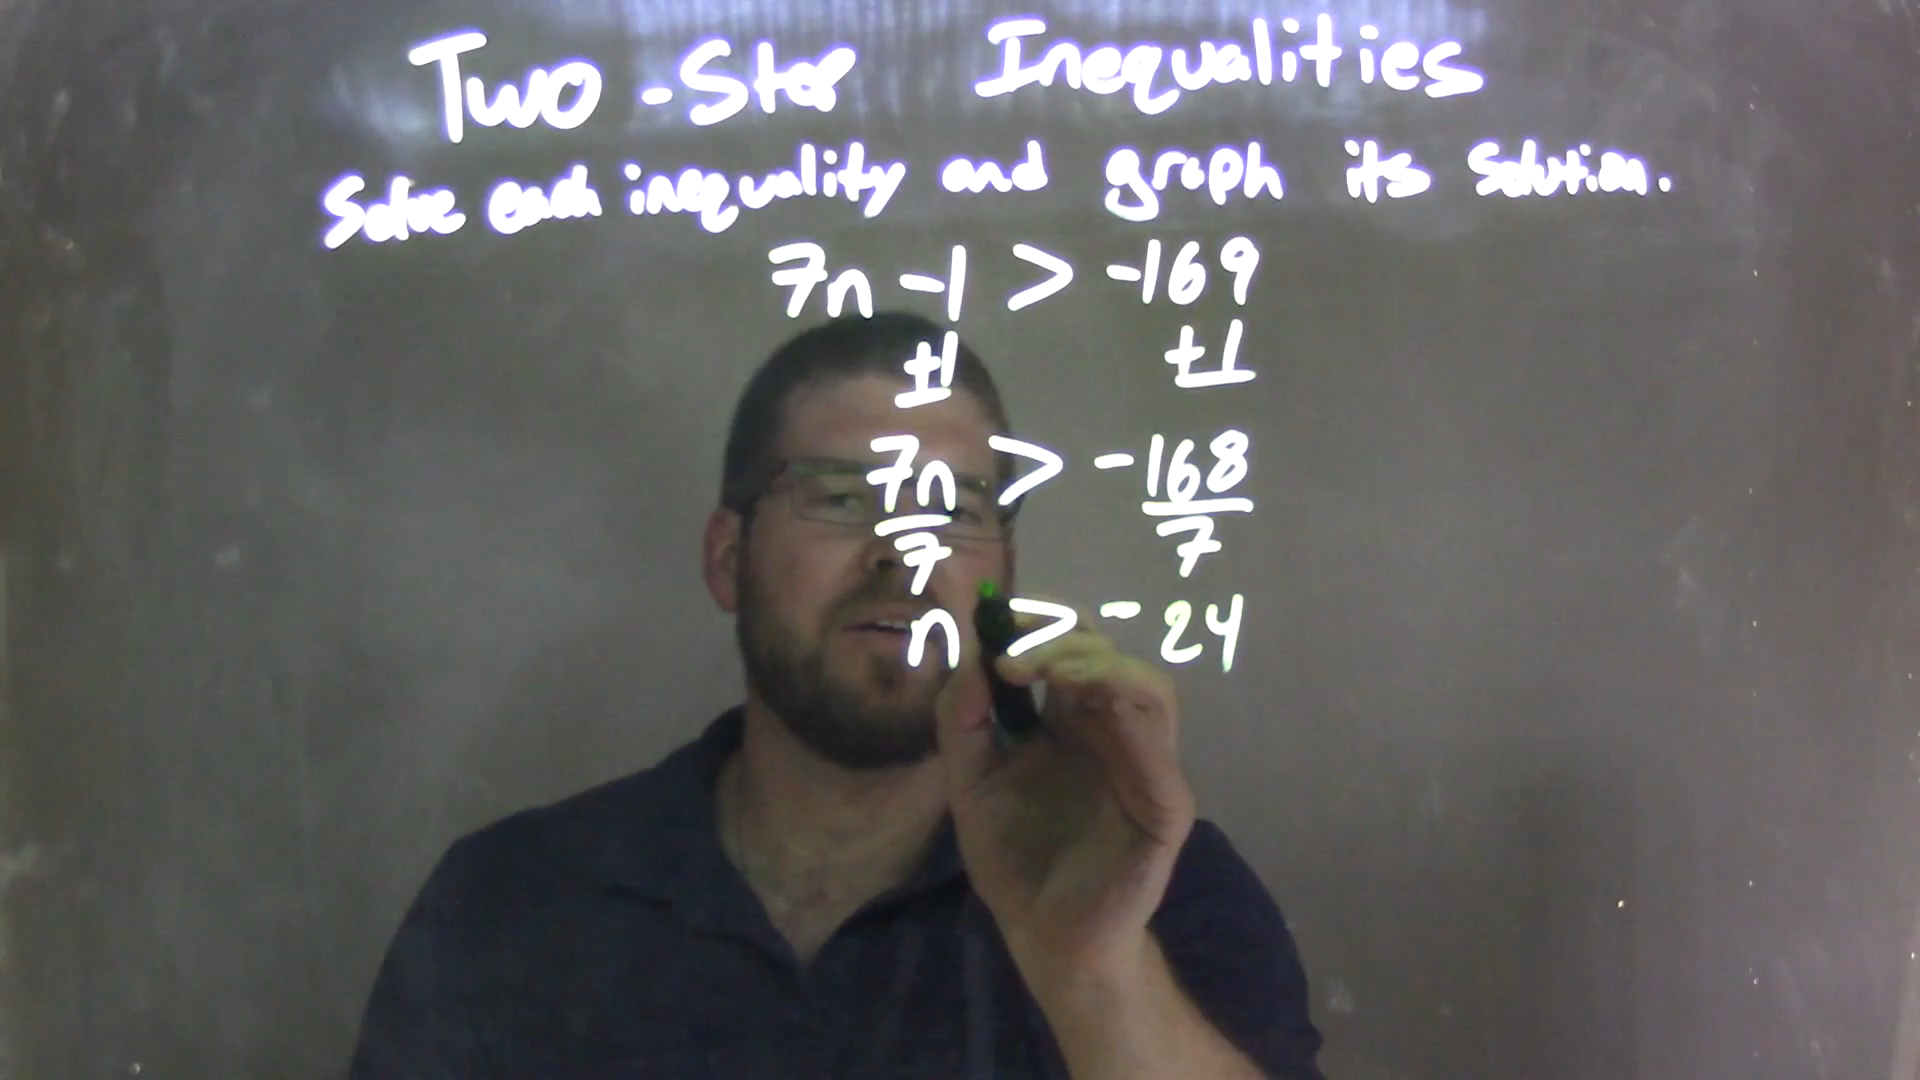 Two-Step Inequalities
Solve each inequality and graph its solution.
7n -1 > -169
+1 +1
7n > -168
7 7
n > -24